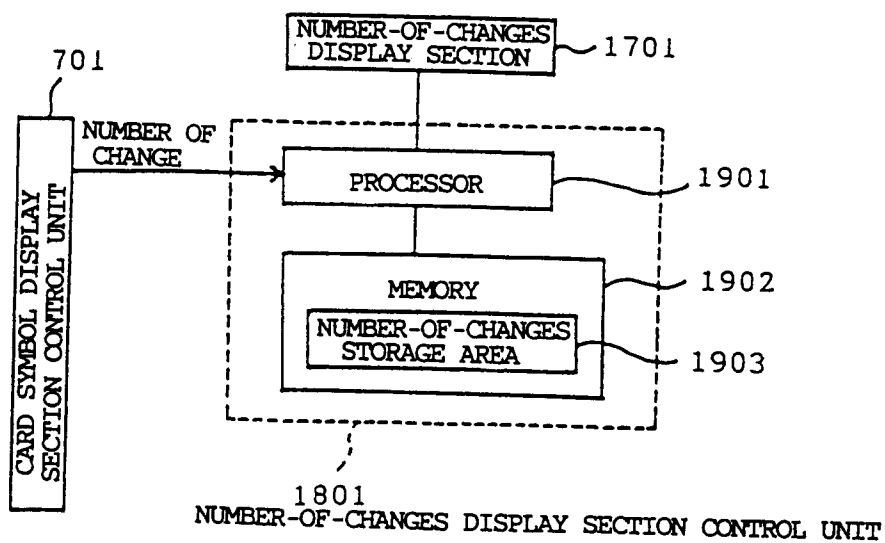 NUMBER-OF-CHANGES
DISPLAY SECTION
1701
701
NUMBER OF
CHANGE
CARD SYMBOL DISPLAY
SECTION CONTROL UNIT
PROCESSOR
1901
MEMORY
1902
NUMBER-OF-CHANGES
STORAGE AREA
1903
1801
NUMBER-OF-CHANGES DISPLAY SECTION CONTROL UNIT